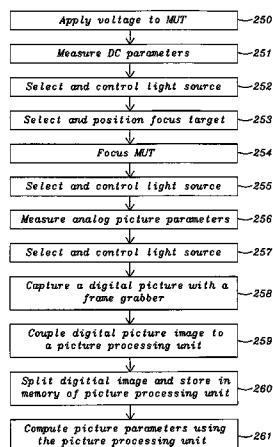 Apply voltage to MUT
250
Measure DC parameters
251
Select and control light source
252
Select and position focus target
253
Focus MUT
254
Select and control light source
255
Measure analog picture parameters
256
Select and control light source
257
Capture a digital picture with a
frame grabber
258
Couple digdital picture image to
a picture processing unit
259
Split digitial image and store in
memory of picture processing unit
260
Compute picture parameters using
the picture processing unit
261